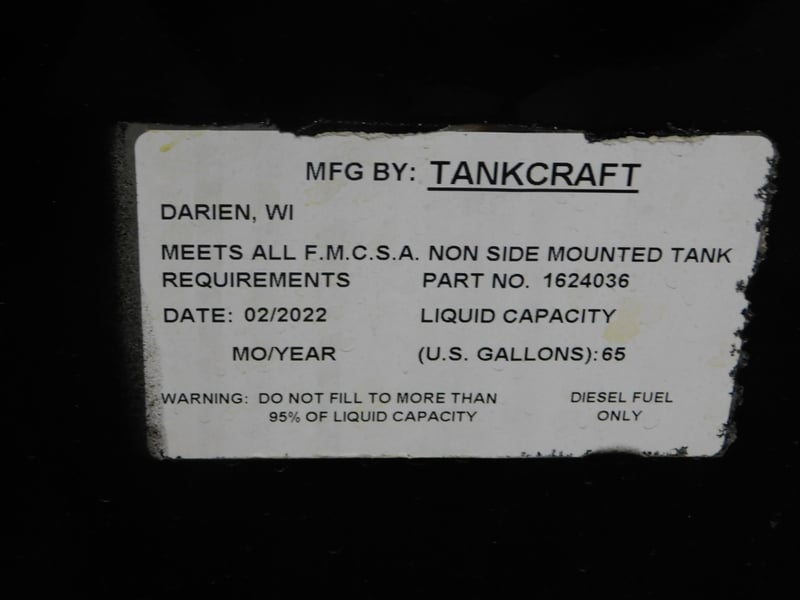 MFG BY: TANKCRAFT
DARIEN, WI
MEETS ALL F.M.C.S.A. NON SIDE MOUNTED TANK
REQUIREMENTS PART NO. 1624036
DATE: 02/2022 LIQUID CAPACITY
MO/YEAR (U.S. GALLONS): 65
WARNING: DO NOT FILL TO MORE THAN DIESEL FUEL
95% OF LIQUID CAPACITY ONLY